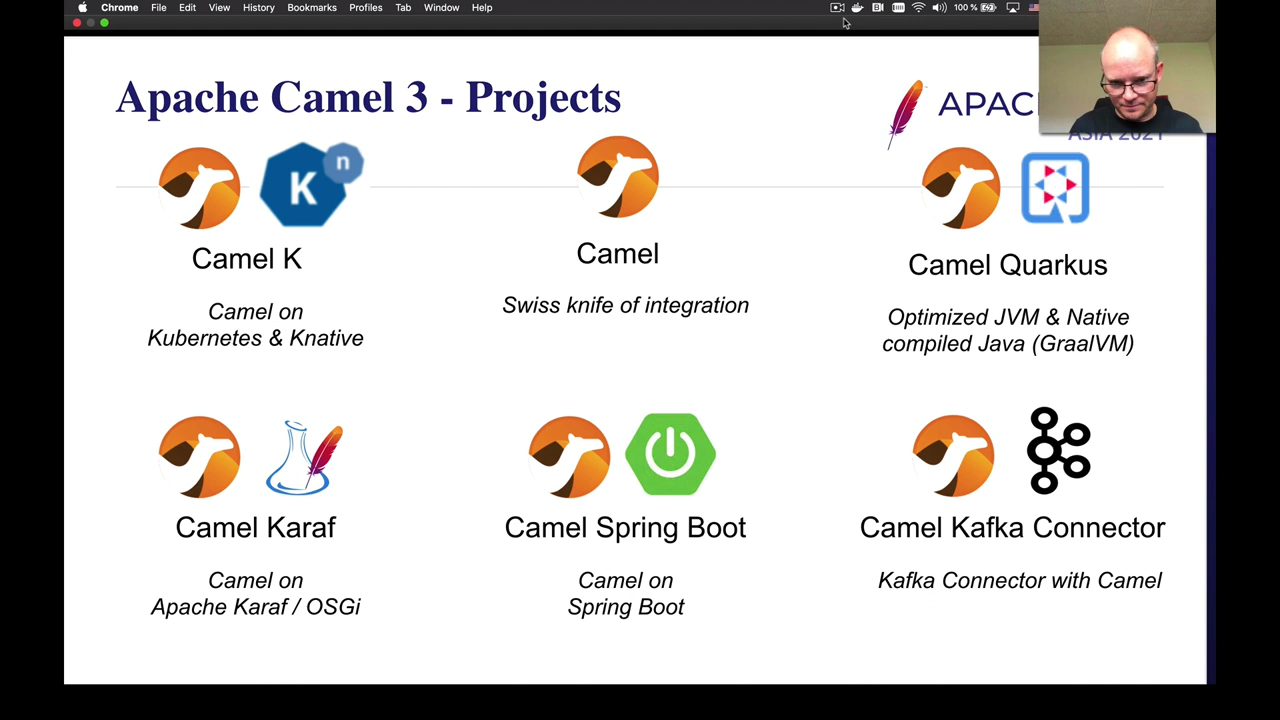 Chrome File Edit View History Bookmarks Profiles Tab Window Help
100 %
Apache Camel 3 - Projects
ASIA 2021
K n
Camel K
Camel on
Kubernetes & Knative
Camel
Swiss knife of integration
Camel Quarkus
Optimized JVM & Native
compiled Java (GraalVM)
Camel Karaf
Camel on
Apache Karaf / OSGi
Camel Spring Boot
Camel on
Spring Boot
Camel Kafka Connector
Kafka Connector with Camel